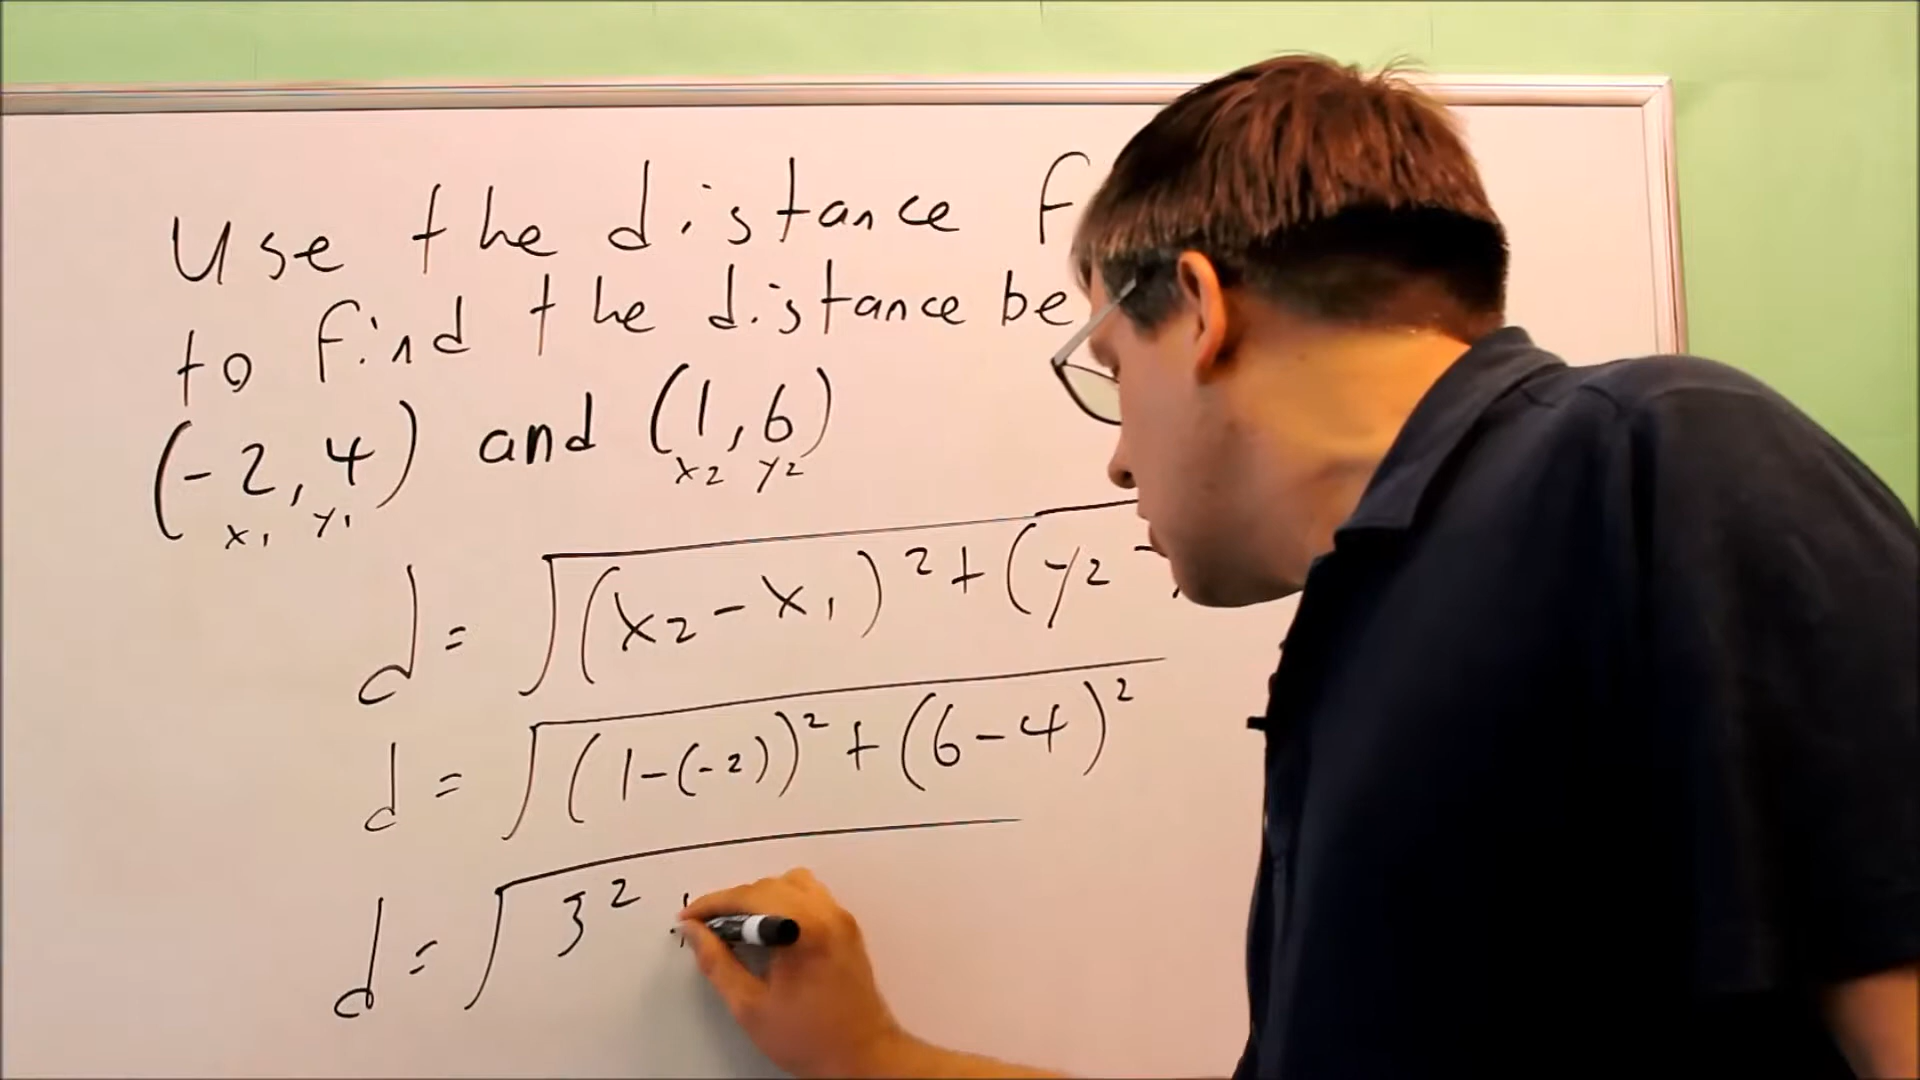 Use the distance f
to find the distance be
(-2, 4) and (1, 6)
x₁ y₁ x₂ y₂
d = √(x₂ - x₁)² + (y₂ -
d = √(1-(-2))² + (6-4)²
d = √3² +